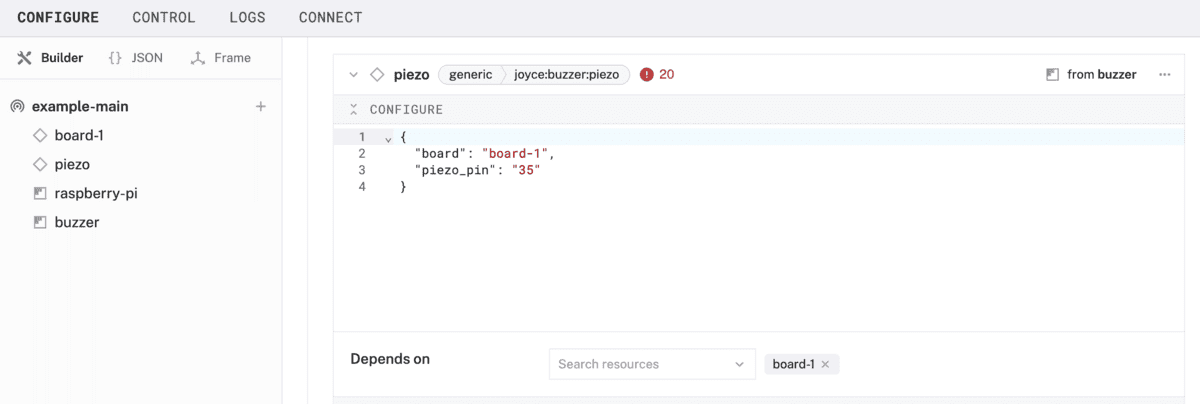 CONFIGURE CONTROL LOGS CONNECT
Builder {} JSON Frame
example-main +
board-1
piezo
raspberry-pi
buzzer
piezo generic joyce:buzzer:piezo ! 20 from buzzer ...
CONFIGURE
1 {
2 "board": "board-1",
3 "piezo_pin": "35"
4 }
Depends on Search resources board-1 ×